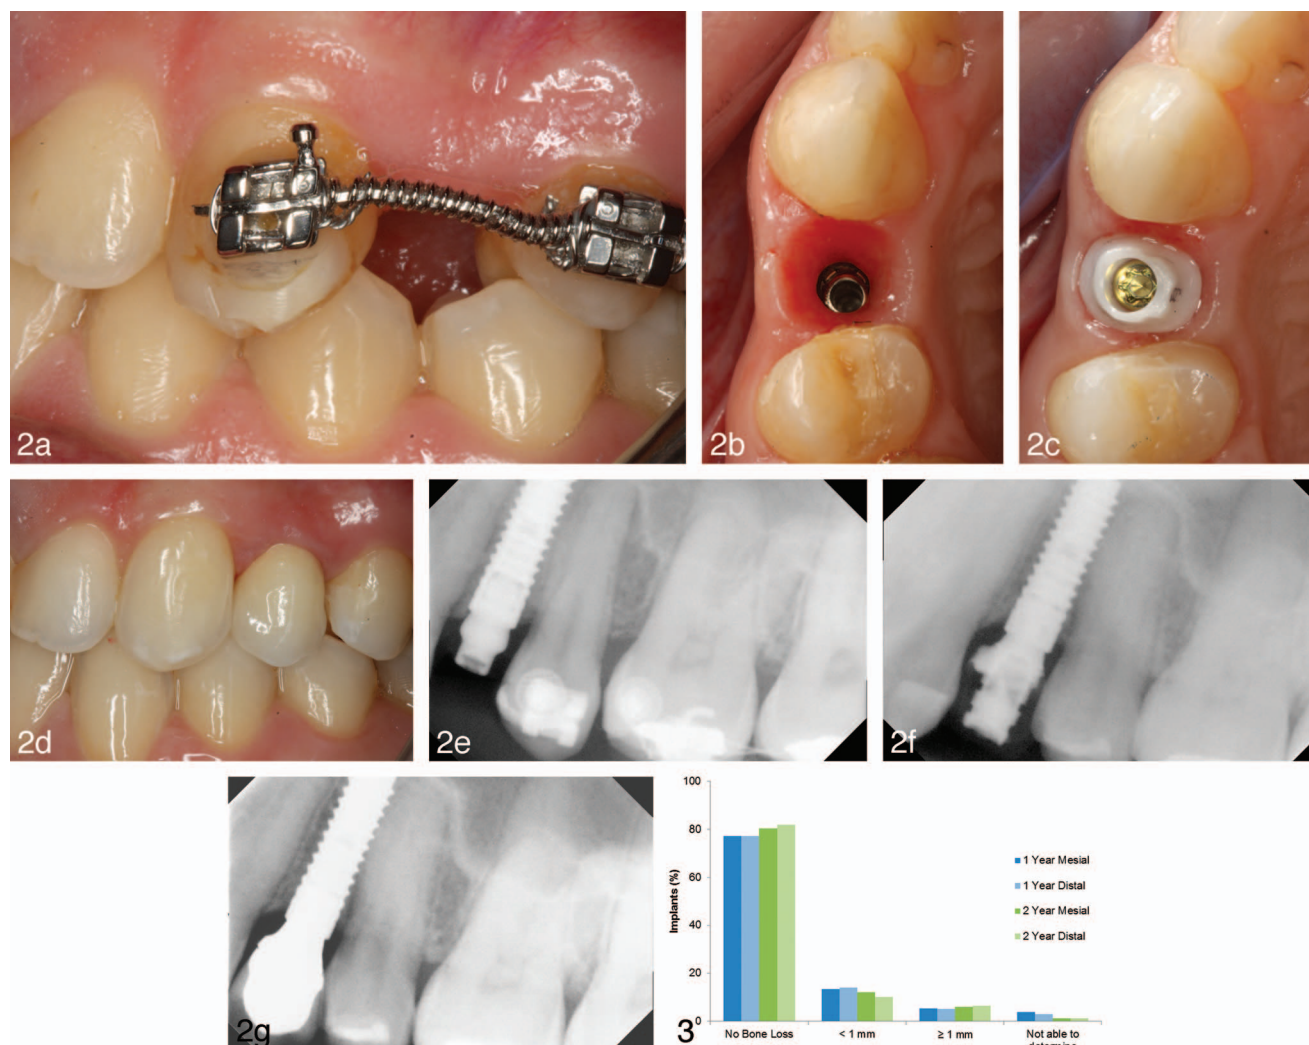 2a
2b
2c
2d
2e
2f
2g
3
100
80
60
40
20
0
Implants (%)
No Bone Loss
< 1 mm
≥ 1 mm
Not able to
determine
1 Year Mesial
1 Year Distal
2 Year Mesial
2 Year Distal